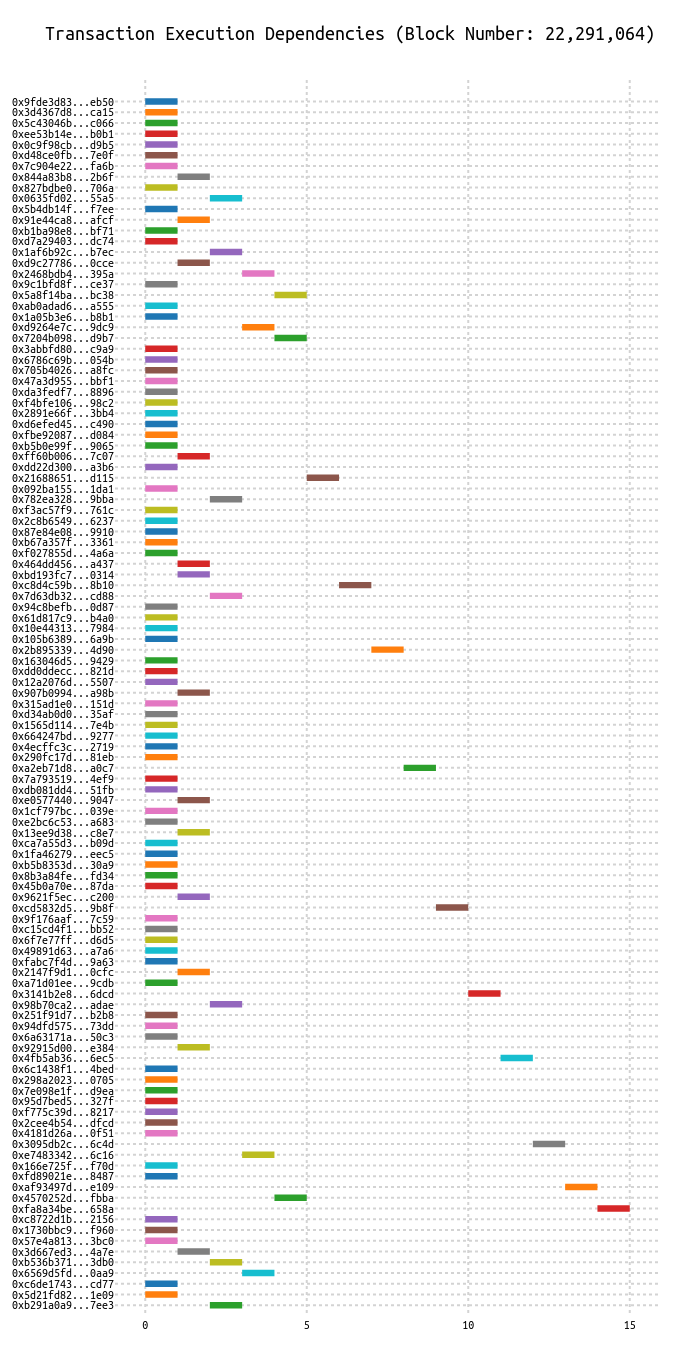 Transaction Execution Dependencies (Block Number: 22,291,064)
0x9fde3d83...eb50
0x3d4367d8...ca15
0x5c43046b...c066
0xee53b14e...b0b1
0x0c9f98cb...d9b5
0xd48ce0fb...7e0f
0x7c904e22...fa6b
0x844a83b8...2b6f
0x827bdbe0...706a
0x0635fd02...55a5
0x5b4db14f...f7ee
0x91e44ca8...afcf
0xb1ba98e8...bf71
0xd7a29403...dc74
0x1af6b92c...b7ec
0xd9c27786...0cce
0x2468bdb4...395a
0x9c1bfd8f...ce37
0x5a8f14ba...bc38
0xab0adad6...a555
0x1a05b3e6...b8b1
0xd9264e7c...9dc9
0x7204b098...d9b7
0x3abbfd80...c9a9
0x6786c69b...054b
0x705b4026...a8fc
0x47a3d955...bbf1
0xda3fedf7...8896
0xf4bfe106...98c2
0x2891e66f...3bb4
0xd6efed45...c490
0xfbe92087...d084
0xb5b0e99f...9065
0xff60b006...7c07
0xdd22d300...a3b6
0x21688651...d115
0x092ba155...1da1
0x782ea328...9bba
0xf3ac57f9...761c
0x2c8b6549...6237
0x87e84e08...9910
0xb67a357f...3361
0xf027855d...4a6a
0x464dd456...a437
0xbd193fc7...0314
0xc8d4c59b...8b10
0x7d63db32...cd88
0x94c8befb...0d87
0x61d817c9...b4a0
0x10e44313...7984
0x105b6389...6a9b
0x2b895339...4d90
0x163046d5...9429
0xdd0ddecc...821d
0x12a2076d...5507
0x907b0994...a98b
0x315ad1e0...151d
0xd34ab0d0...35af
0x1565d114...7e4b
0x664247bd...9277
0x4ecffc3c...2719
0x290fc17d...81eb
0xa2eb71d8...a0c7
0x7a793519...4ef9
0xdb081dd4...51fb
0xe0577440...9047
0x1cf797bc...039e
0xe2bc6c53...a683
0x13ee9d38...c8e7
0xca7a55d3...b09d
0x1fa46279...eec5
0xb5b8353d...30a9
0x8b3a84fe...fd34
0x45b0a70e...87da
0x9621f5ec...c200
0xcd5832d5...9b8f
0x9f176aaf...7c59
0xc15cd4f1...bb52
0x6f7e77ff...d6d5
0x49891d63...a7a6
0xfabc7f4d...9a63
0x2147f9d1...0cfc
0xa71d01ee...9cdb
0x3141b2e8...6dcd
0x98b70ca2...adae
0x251f91d7...b2b8
0x94dfd575...73dd
0x6a63171a...50c3
0x92915d00...e384
0x4fb5ab36...6ec5
0x6c1438f1...4bed
0x298a2023...0705
0x7e098e1f...d9ea
0x95d7bed5...327f
0xf775c39d...8217
0x2cee4b54...dfcd
0x4181d26a...0f51
0x3095db2c...6c4d
0xe7483342...6c16
0x166e725f...f70d
0xfd89021e...8487
0xaf93497d...e109
0x4570252d...fbba
0xfa8a34be...658a
0xc8722d1b...2156
0x1730bbc9...f960
0x57e4a813...3bc0
0x3d667ed3...4a7e
0xb536b371...3db0
0x6569d5fd...0aa9
0xc6de1743...cd77
0x5d21fd82...1e09
0xb291a0a9...7ee3
0 5 10 15